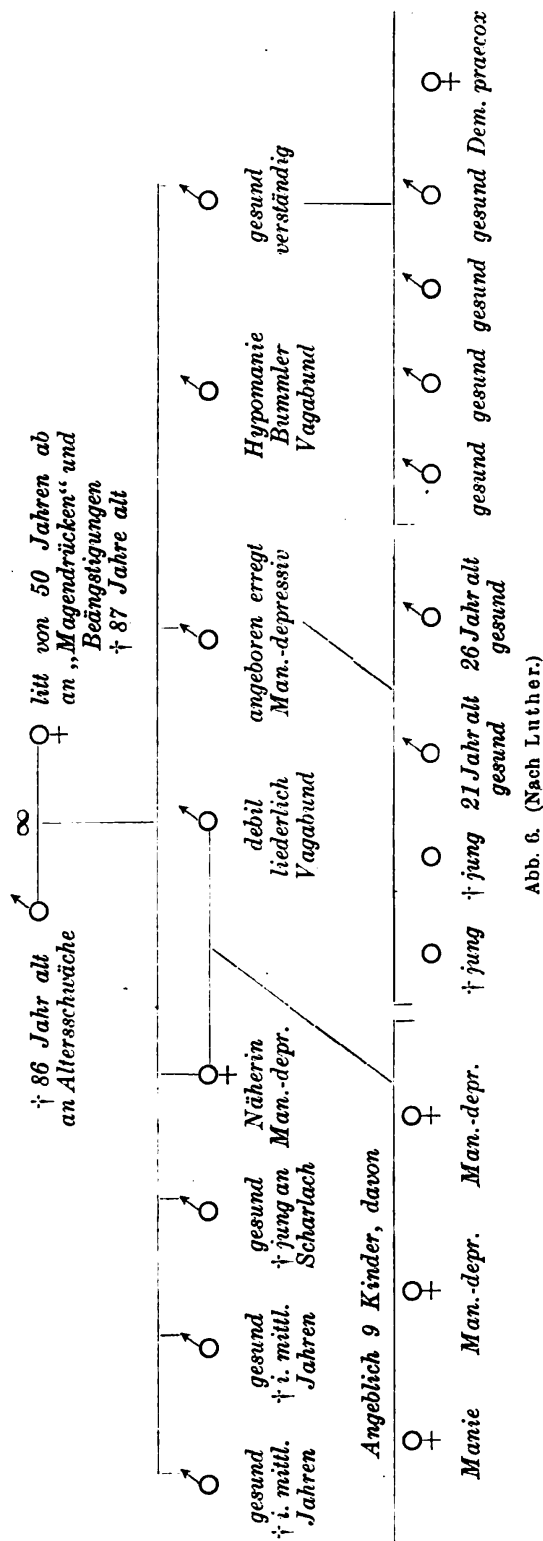 † 86 Jahr alt
an Altersschwäche
∞
litt von 50 Jahren ab
an „Magendrücken“ und
Beängstigungen
† 87 Jahre alt
gesund
† i. mittl.
Jahren
gesund
† i. mittl.
Jahren
gesund
† jung an
Scharlach
Näherin
Man.-depr.
debil
liederlich
Vagabund
angeboren erregt
Man.-depressiv
Hypomanie
Bummler
Vagabund
gesund
verständig
Angeblich 9 Kinder, davon
Manie
Man.-depr.
Man.-depr.
† jung
† jung
21 Jahr alt
gesund
26 Jahr alt
gesund
gesund
gesund
gesund
gesund
Dem. praecox
Abb. 6. (Nach Luther.)